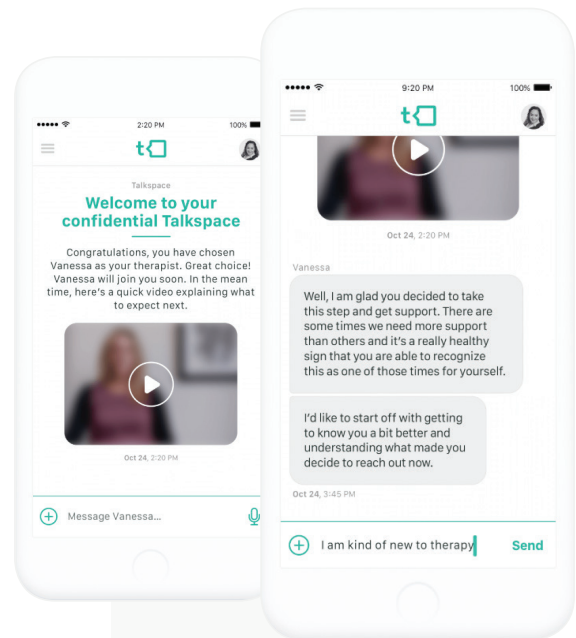 2:20 PM
100%
t
Talkspace
Welcome to your
confidential Talkspace
Congratulations, you have chosen
Vanessa as your therapist. Great choice!
Vanessa will join you soon. In the mean
time, here's a quick video explaining what
to expect next.
Oct 24, 2:20 PM
Message Vanessa...
9:20 PM
100%
t
Oct 24, 2:20 PM
Vanessa
Well, I am glad you decided to take
this step and get support. There are
some times we need more support
than others and it's a really healthy
sign that you are able to recognize
this as one of those times for yourself.
I'd like to start off with getting
to know you a bit better and
understanding what made you
decide to reach out now.
Oct 24, 3:45 PM
I am kind of new to therapy
Send